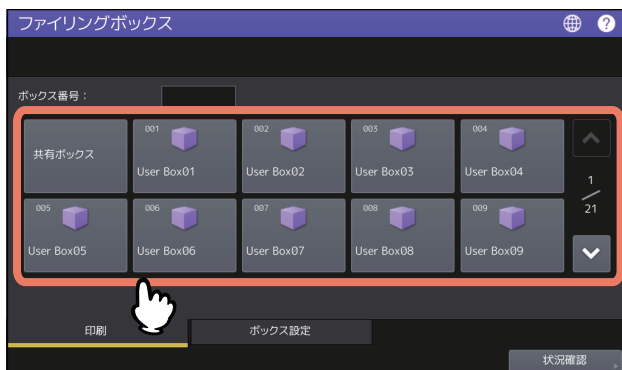 ファイリングボックス
?
ボックス番号：
共有ボックス
001
User Box01
002
User Box02
003
User Box03
004
User Box04
1
21
005
User Box05
006
User Box06
007
User Box07
008
User Box08
009
User Box09
印刷
ボックス設定
状況確認